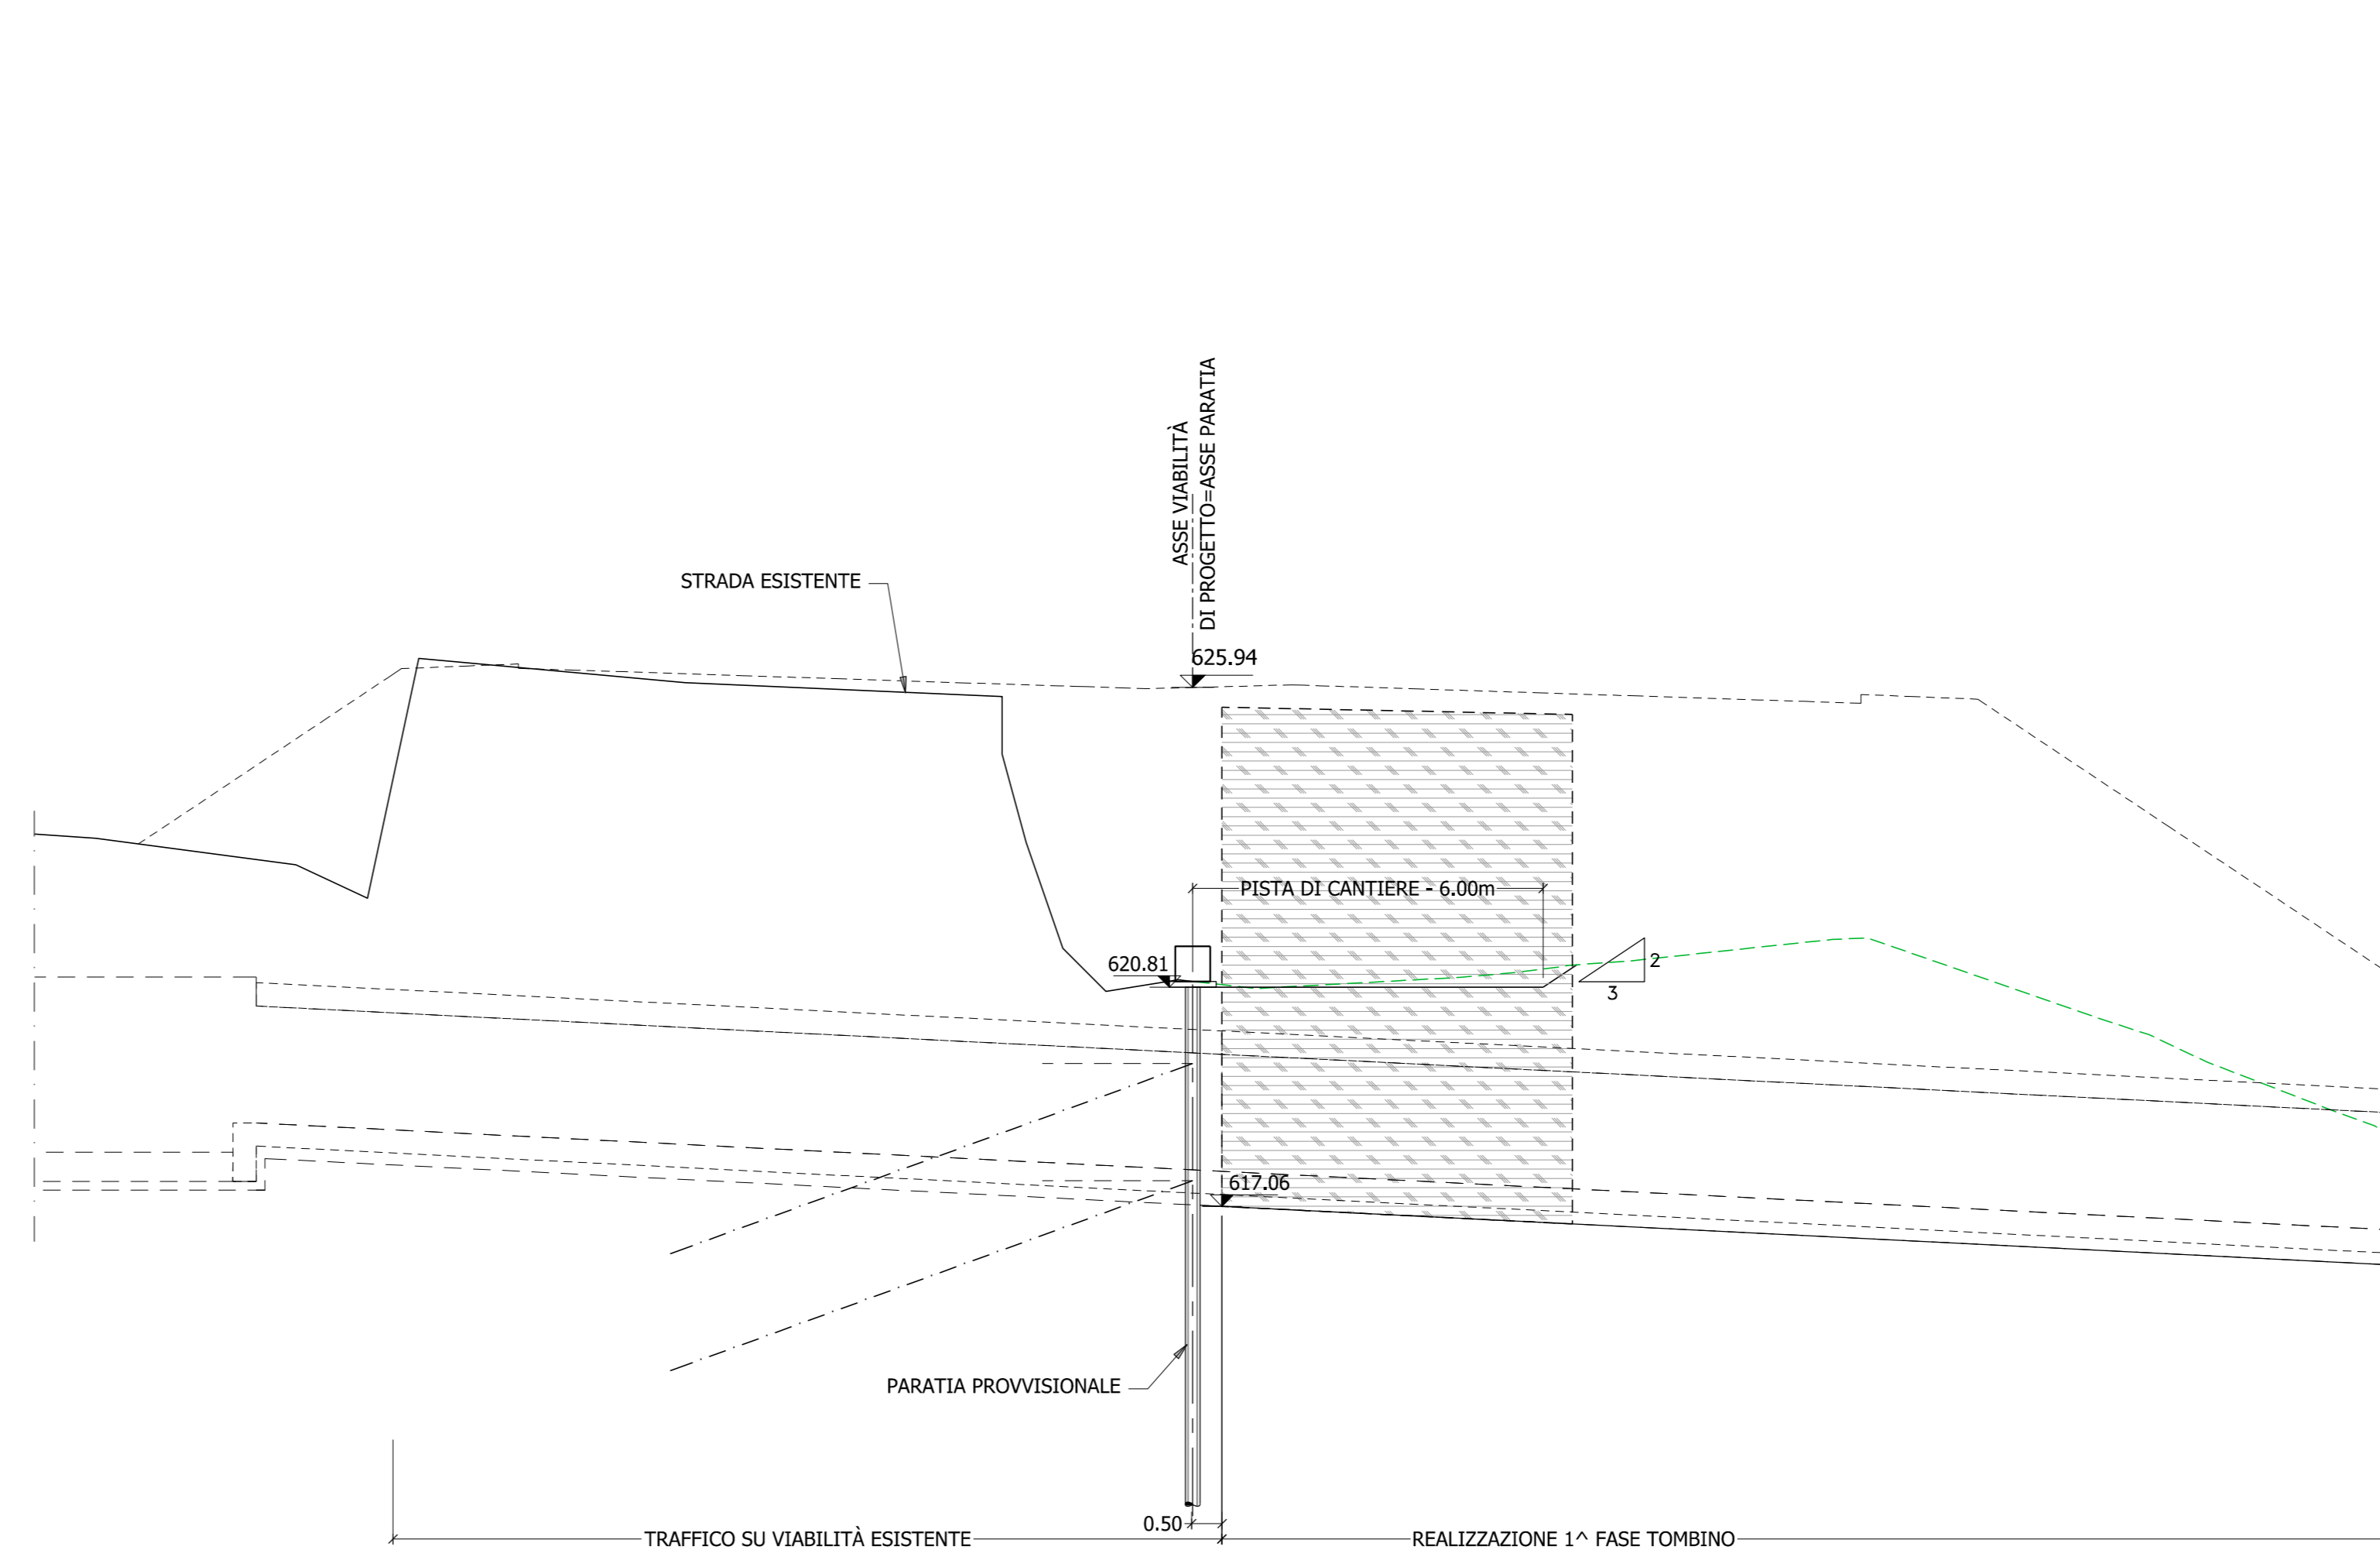 ASSE VIABILITÀ
DI PROGETTO=ASSE PARATIA
STRADA ESISTENTE
625.94
PISTA DI CANTIERE - 6.00m
620.81
2
3
617.06
PARATIA PROVVISIONALE
0.50
TRAFFICO SU VIABILITÀ ESISTENTE
REALIZZAZIONE 1^ FASE TOMBINO